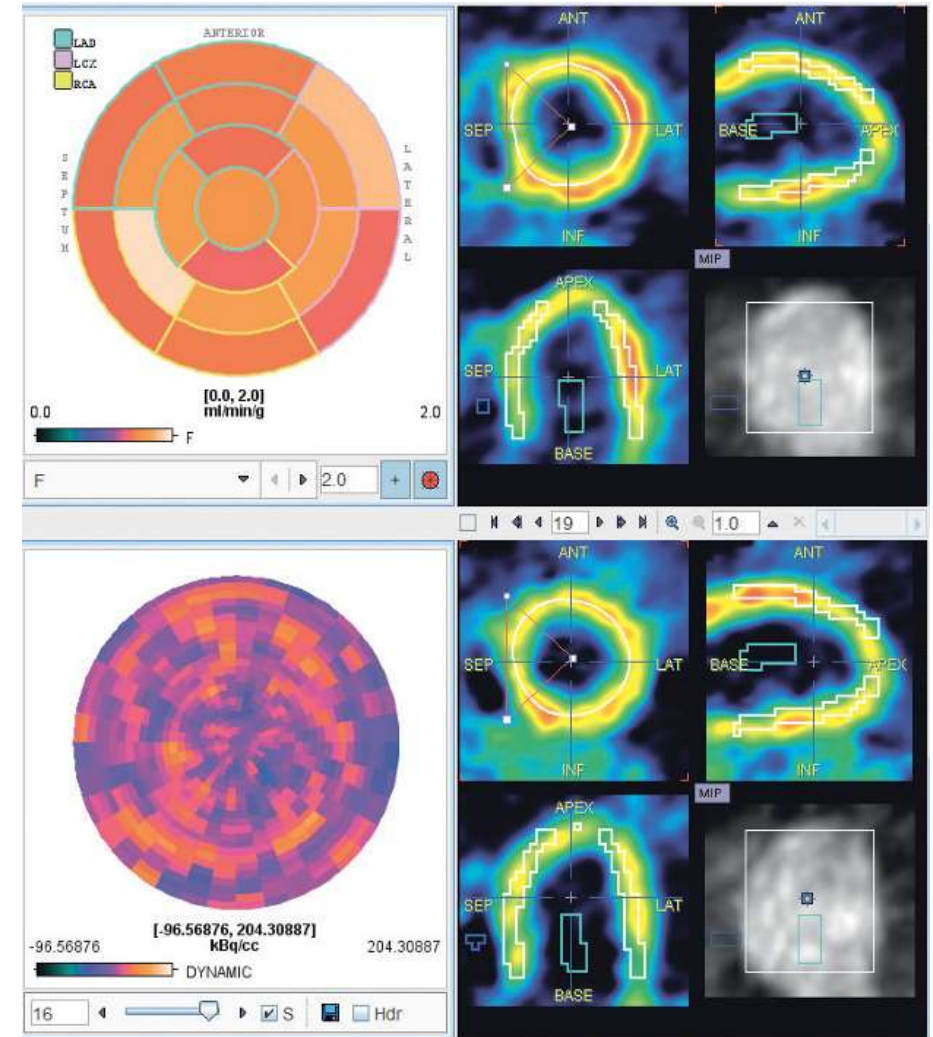 LAD
LCX
RCA
ANTERIOR
SEPTUM
LATERAL
[0.0, 2.0]
0.0 ml/min/g 2.0
F
F 2.0 +
ANT
SEP LAT
INF
ANT
BASE APEX
INF
APEX
SEP LAT
BASE
MIP
19 1.0
[-96.56876, 204.30887]
-96.56876 kBq/cc 204.30887
DYNAMIC
16 S Hdr
ANT
SEP LAT
INF
ANT
BASE APEX
INF
APEX
SEP LAT
BASE
MIP